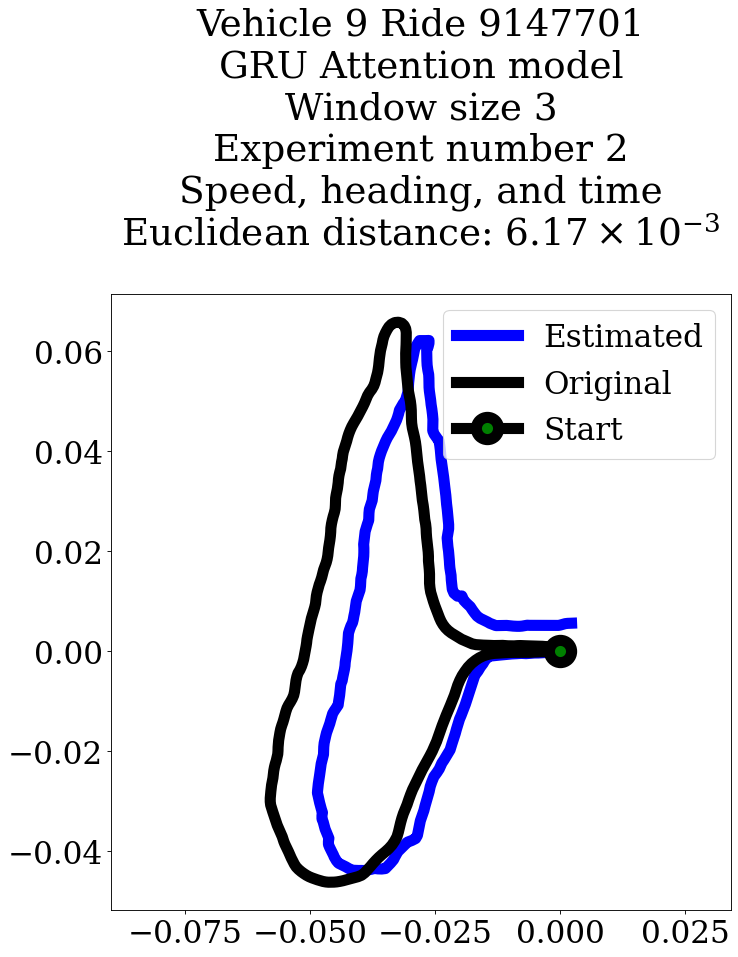 Vehicle 9 Ride 9147701
GRU Attention model
Window size 3
Experiment number 2
Speed, heading, and time
Euclidean distance: 6.17 × 10⁻³
Estimated
Original
Start
0.06
0.04
0.02
0.00
−0.02
−0.04
−0.075 −0.050 −0.025 0.000 0.025